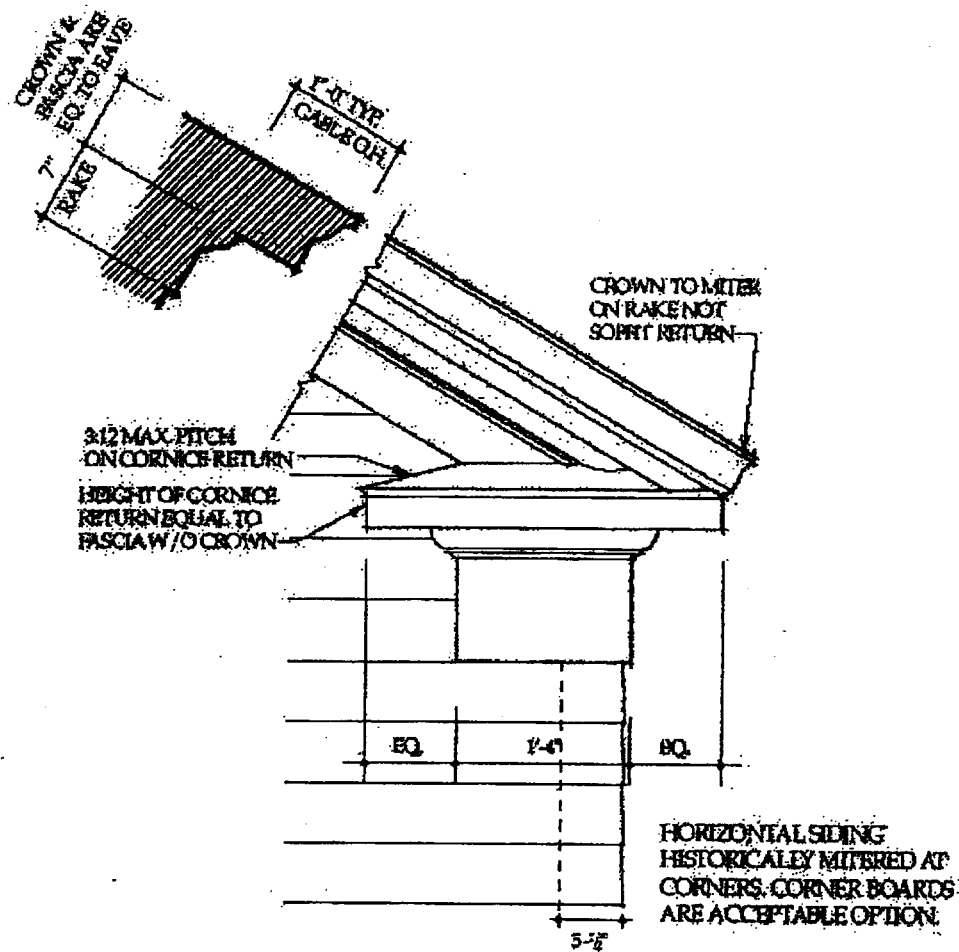 CROWN &
FASCIA ARE
EQ. TO EAVE
7"
RAKE
1'-0" TYP.
GABLE O.H.
CROWN TO MITER
ON RAKE NOT
SOFFIT RETURN
3:12 MAX. PITCH
ON CORNICE RETURN
HEIGHT OF CORNICE
RETURN EQUAL TO
FASCIA W/O CROWN
EQ.
1'-4"
EQ.
HORIZONTAL SIDING
HISTORICALLY MITERED AT
CORNERS. CORNER BOARDS
ARE ACCEPTABLE OPTION.